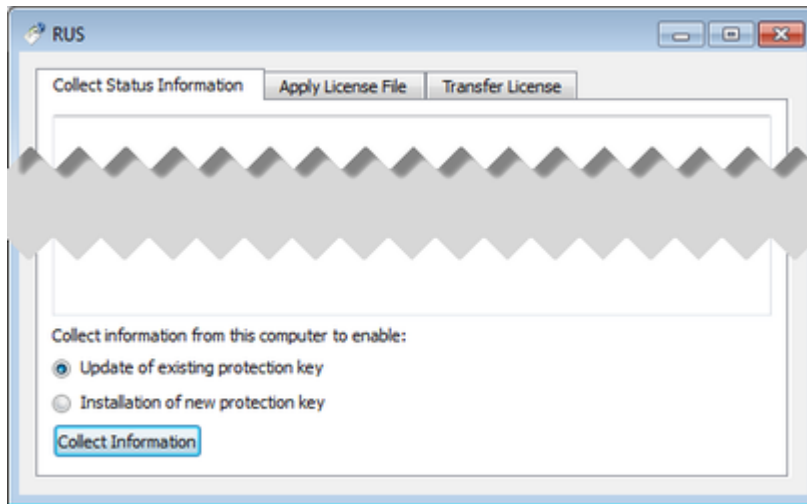 RUS
Collect Status Information
Apply License File
Transfer License
Collect information from this computer to enable:
Update of existing protection key
Installation of new protection key
Collect Information